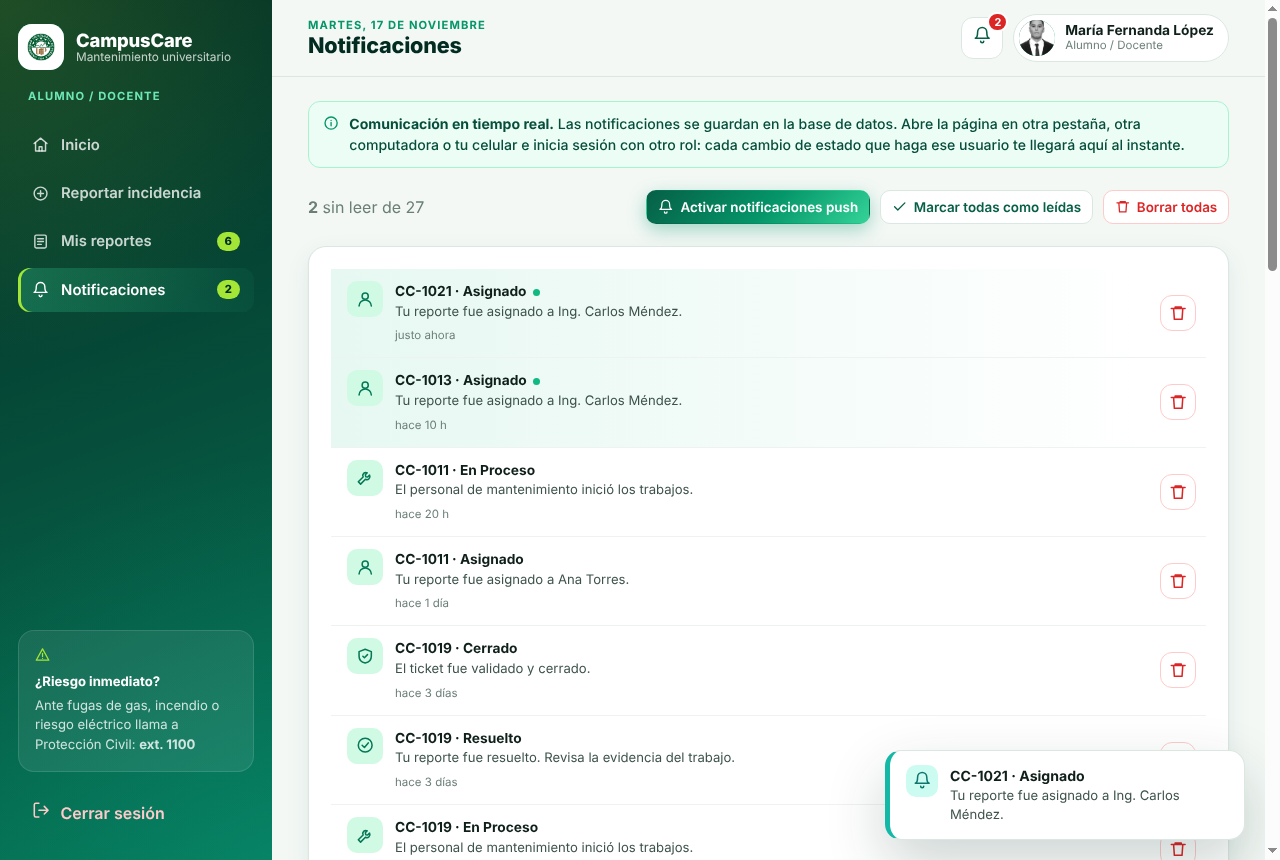 CampusCare
Mantenimiento universitario
ALUMNO / DOCENTE
Inicio
Reportar incidencia
Mis reportes 6
Notificaciones 2
¿Riesgo inmediato?
Ante fugas de gas, incendio o
riesgo eléctrico llama a
Protección Civil: ext. 1100
Cerrar sesión
MARTES, 17 DE NOVIEMBRE
Notificaciones
2
María Fernanda López
Alumno / Docente
Comunicación en tiempo real. Las notificaciones se guardan en la base de datos. Abre la página en otra pestaña, otra
computadora o tu celular e inicia sesión con otro rol: cada cambio de estado que haga ese usuario te llegará aquí al instante.
2 sin leer de 27
Activar notificaciones push
Marcar todas como leídas
Borrar todas
CC-1021 · Asignado
Tu reporte fue asignado a Ing. Carlos Méndez.
justo ahora
CC-1013 · Asignado
Tu reporte fue asignado a Ing. Carlos Méndez.
hace 10 h
CC-1011 · En Proceso
El personal de mantenimiento inició los trabajos.
hace 20 h
CC-1011 · Asignado
Tu reporte fue asignado a Ana Torres.
hace 1 día
CC-1019 · Cerrado
El ticket fue validado y cerrado.
hace 3 días
CC-1019 · Resuelto
Tu reporte fue resuelto. Revisa la evidencia del trabajo.
hace 3 días
CC-1019 · En Proceso
El personal de mantenimiento inició los trabajos.
CC-1021 · Asignado
Tu reporte fue asignado a Ing. Carlos
Méndez.